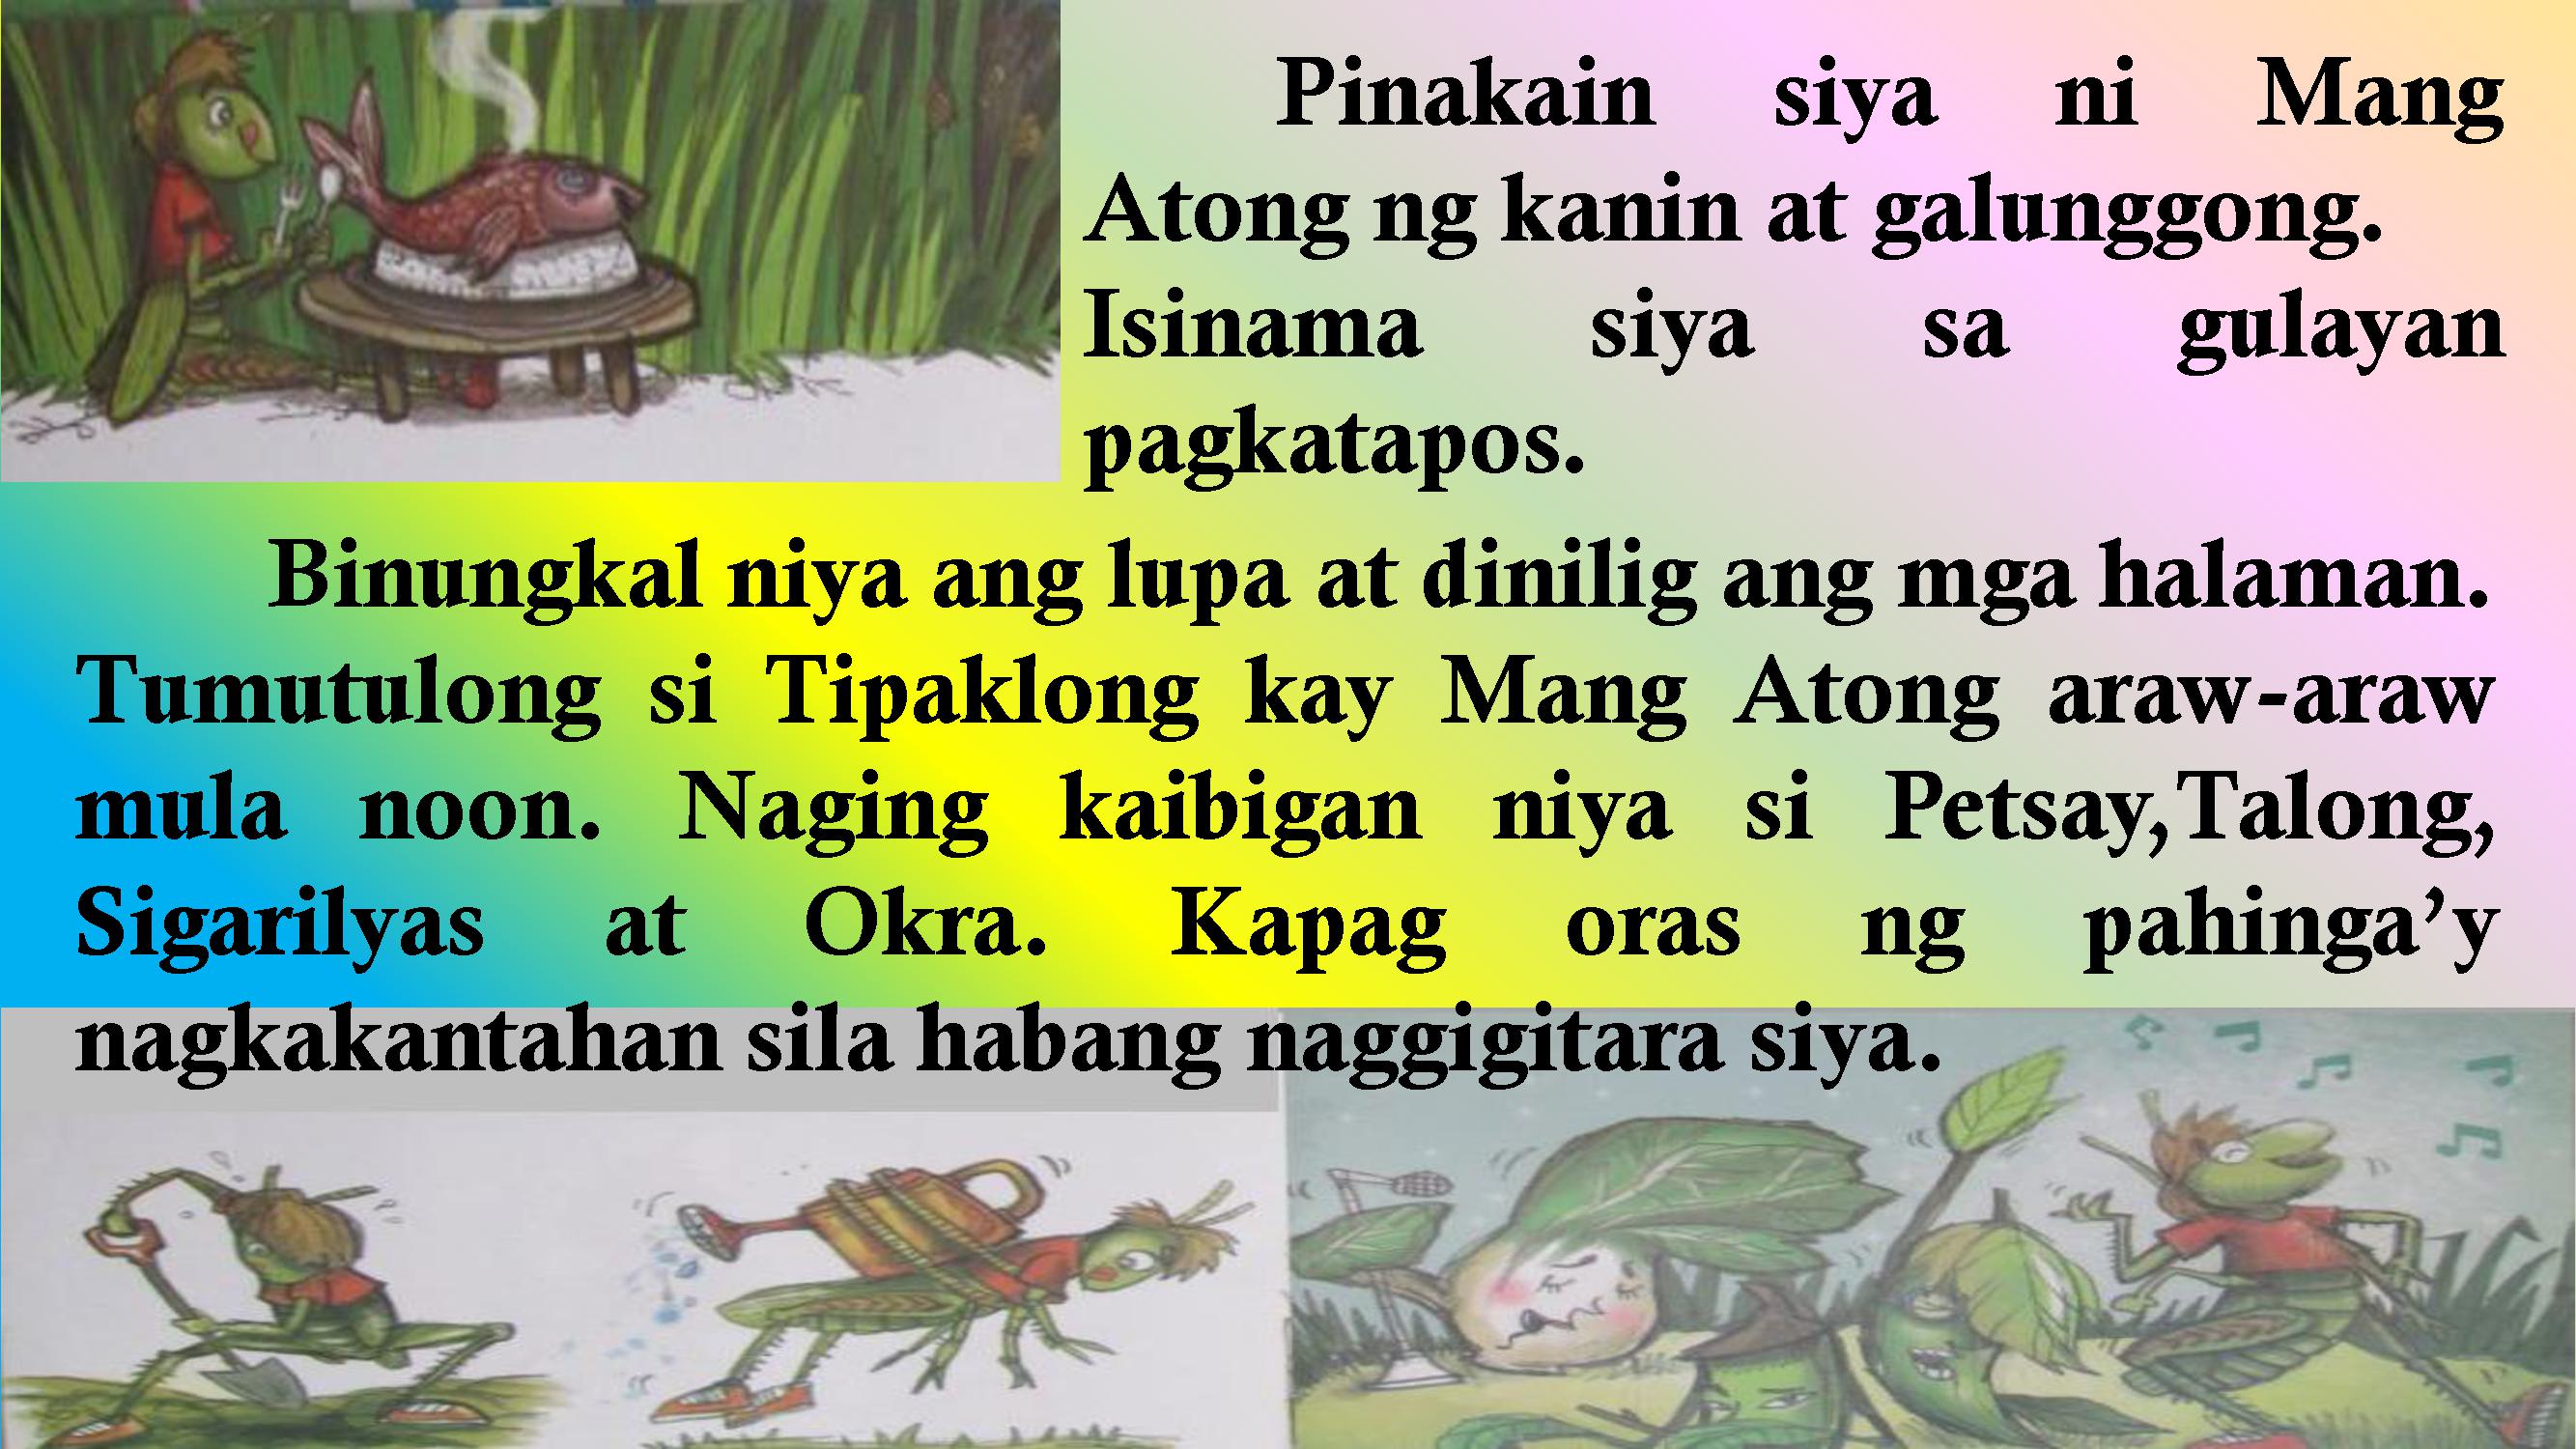 Pinakain siya ni Mang
Atong ng kanin at galunggong.
Isinama siya sa gulayan
pagkatapos.
Binungkal niya ang lupa at dinilig ang mga halaman.
Tumutulong si Tipaklong kay Mang Atong araw-araw
mula noon. Naging kaibigan niya si Petsay,Talong,
Sigarilyas at Okra. Kapag oras ng pahinga’y
nagkakantahan sila habang naggigitara siya.